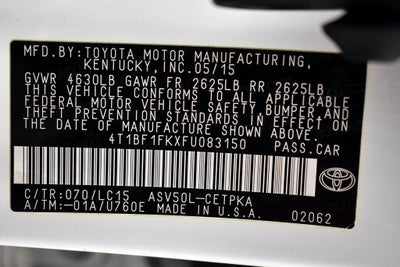 MFD.BY:TOYOTA MOTOR MANUFACTURING,
KENTUCKY,INC.05/15
GVWR 4630LB GAWR FR 2625LB RR 2625LB
THIS VEHICLE CONFORMS TO ALL APPLICABLE
FEDERAL MOTOR VEHICLE SAFETY,BUMPER AND
THEFT PREVENTION STANDARDS IN EFFECT ON
THE DATE OF MANUFACTURE SHOWN ABOVE.
4T1BF1FKXFU083150 PASS.CAR
C/TR:070/LC15 ASV50L-CETPKA
A/TM:-01A/U760E MADE IN U.S.A. 02062
TOYOTA